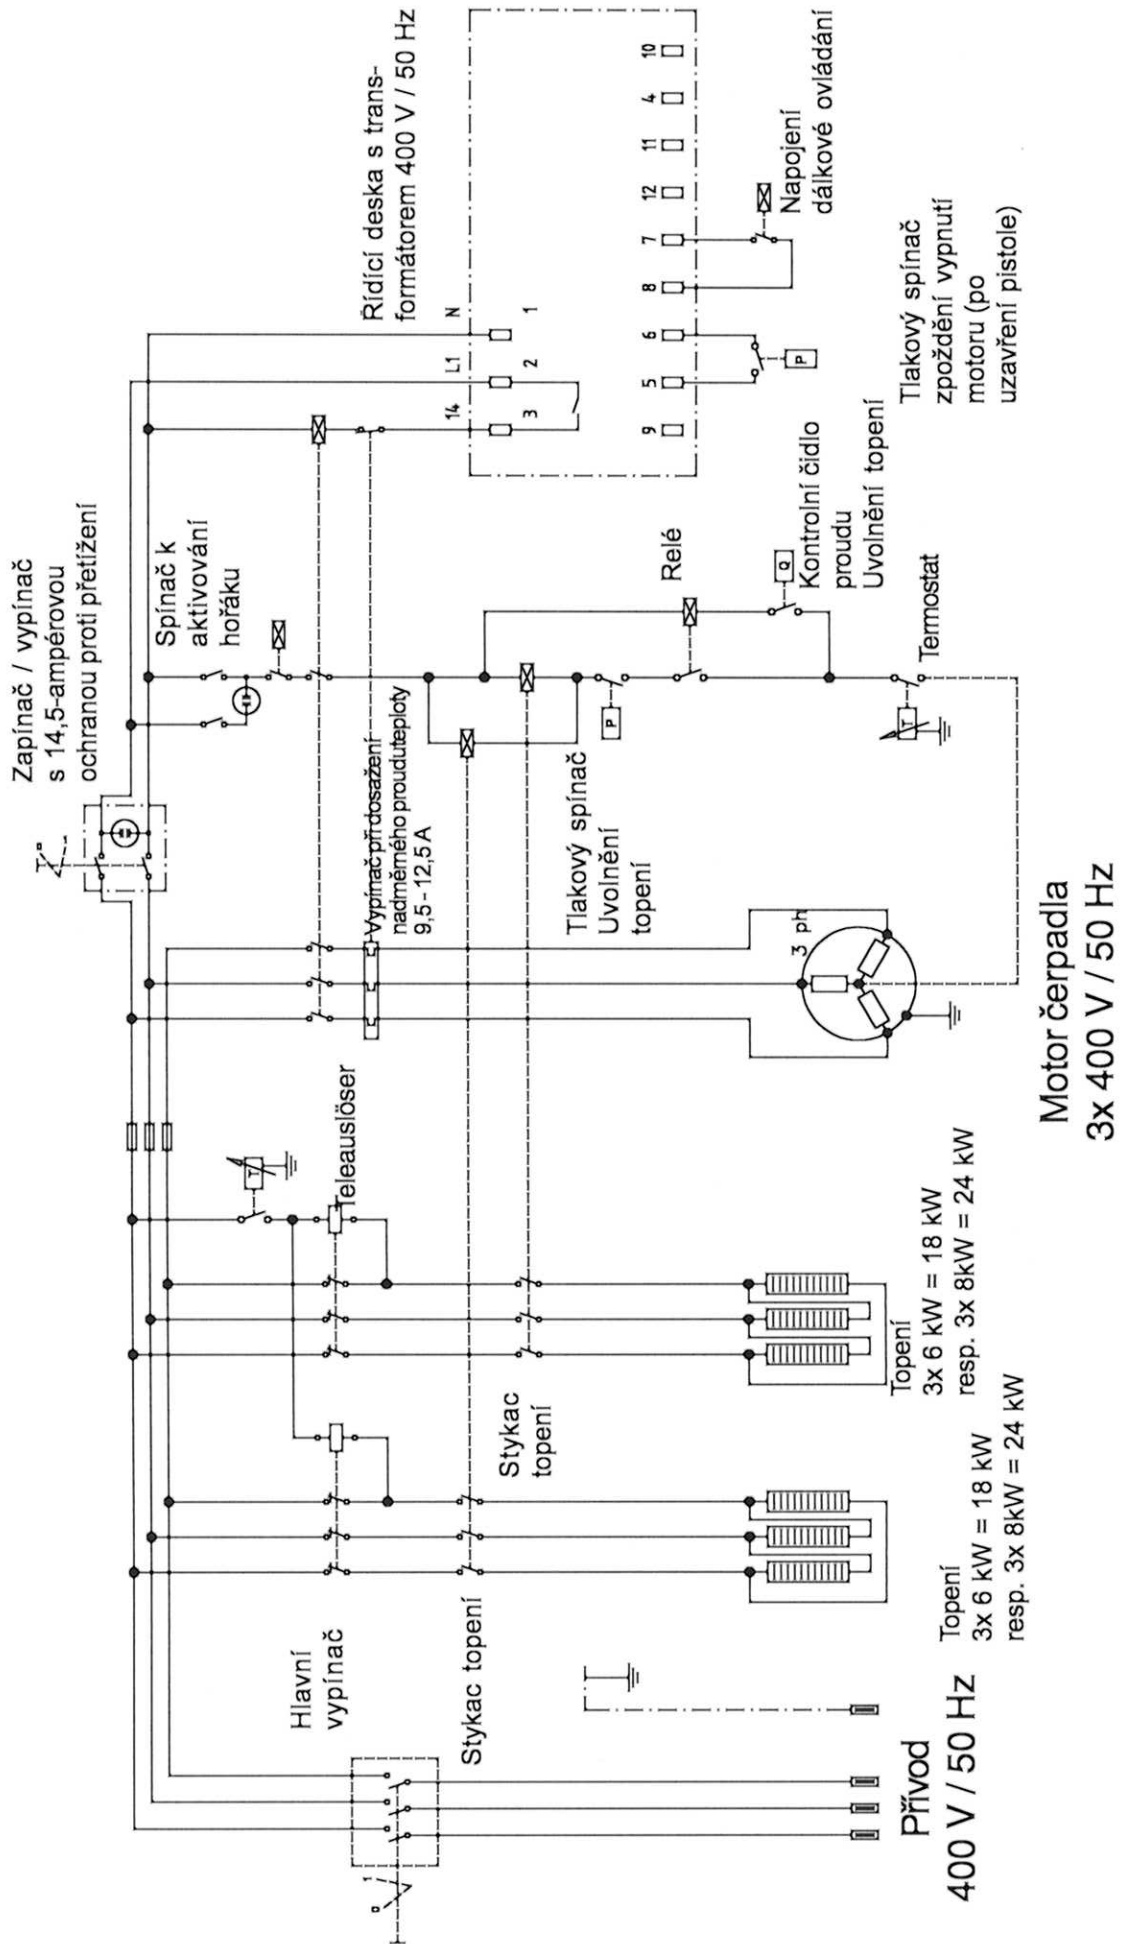 Zapínač / vypínač
s 14,5-ampérovou
ochranou proti přetížení
Spínač k
aktivování
hořáku
Řídící deska s trans-
formátorem 400 V / 50 Hz
14
L1
N
3
2
1
9
5
6
8
7
12
11
4
10
P
Napojení
dálkové ovládání
Tlakový spínač
zpoždění vypnutí
motoru (po
uzavření pistole)
Relé
Q
Kontrolní čidlo
proudu
Uvolnění topení
Termostat
T
P
Tlakový spínač
Uvolnění
topení
Vypínač při dosažení
nadměrného proudu teploty
9,5 - 12,5 A
3 ph
Motor čerpadla
3x 400 V / 50 Hz
T
Teleauslöser
Stykac
topení
Topení
3x 6 kW = 18 kW
resp. 3x 8kW = 24 kW
Topení
3x 6 kW = 18 kW
resp. 3x 8kW = 24 kW
Hlavní
vypínač
Stykac topení
Přívod
400 V / 50 Hz